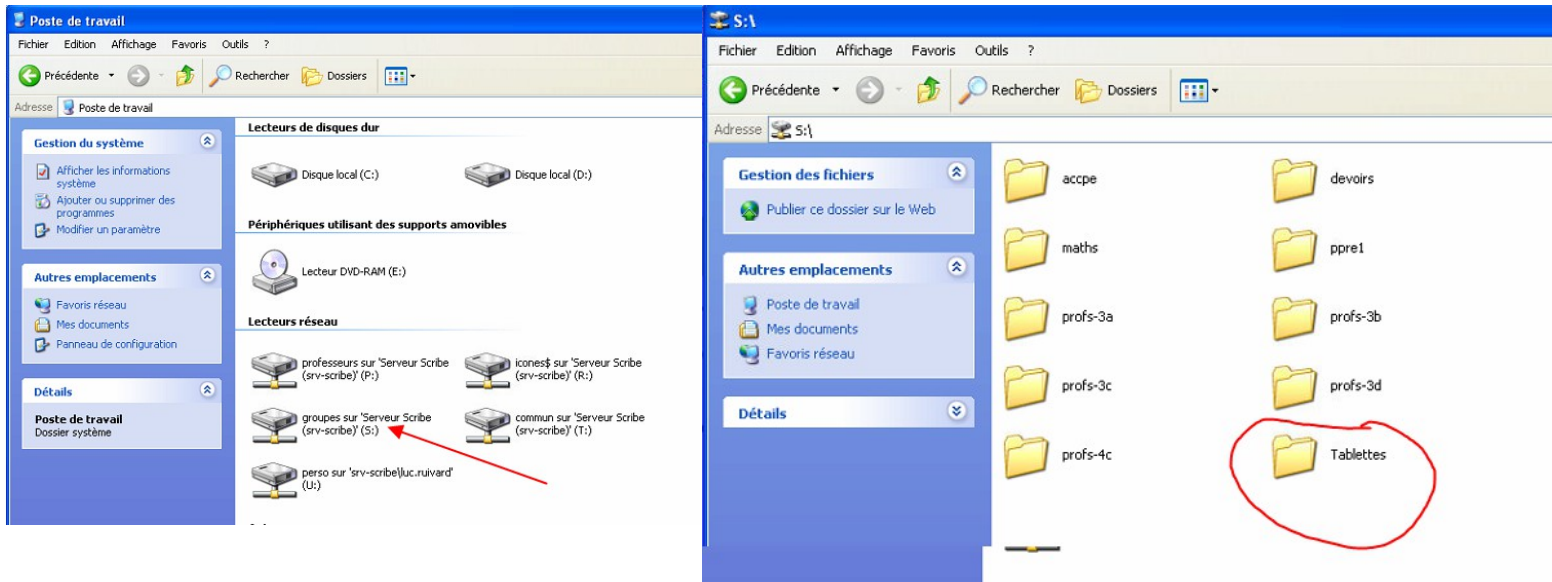 Poste de travail
Fichier Edition Affichage Favoris Outils ?
Précédente Rechercher Dossiers
Adresse Poste de travail
Gestion du système
Afficher les informations
système
Ajouter ou supprimer des
programmes
Modifier un paramètre
Autres emplacements
Favoris réseau
Mes documents
Panneau de configuration
Détails
Poste de travail
Dossier système
Lecteurs de disques dur
Disque local (C:) Disque local (D:)
Périphériques utilisant des supports amovibles
Lecteur DVD-RAM (E:)
Lecteurs réseau
professeurs sur 'Serveur Scribe
(srv-scribe)' (P:)
icones$ sur 'Serveur Scribe
(srv-scribe)' (R:)
groupes sur 'Serveur Scribe
(srv-scribe)' (S:)
commun sur 'Serveur Scribe
(srv-scribe)' (T:)
perso sur 'srv-scribe\luc.ruivard'
(U:)
S:\
Fichier Edition Affichage Favoris Outils ?
Précédente Rechercher Dossiers
Adresse S:\
Gestion des fichiers
Publier ce dossier sur le Web
Autres emplacements
Poste de travail
Mes documents
Favoris réseau
Détails
accpe devoirs
maths ppre1
profs-3a profs-3b
profs-3c profs-3d
profs-4c Tablettes